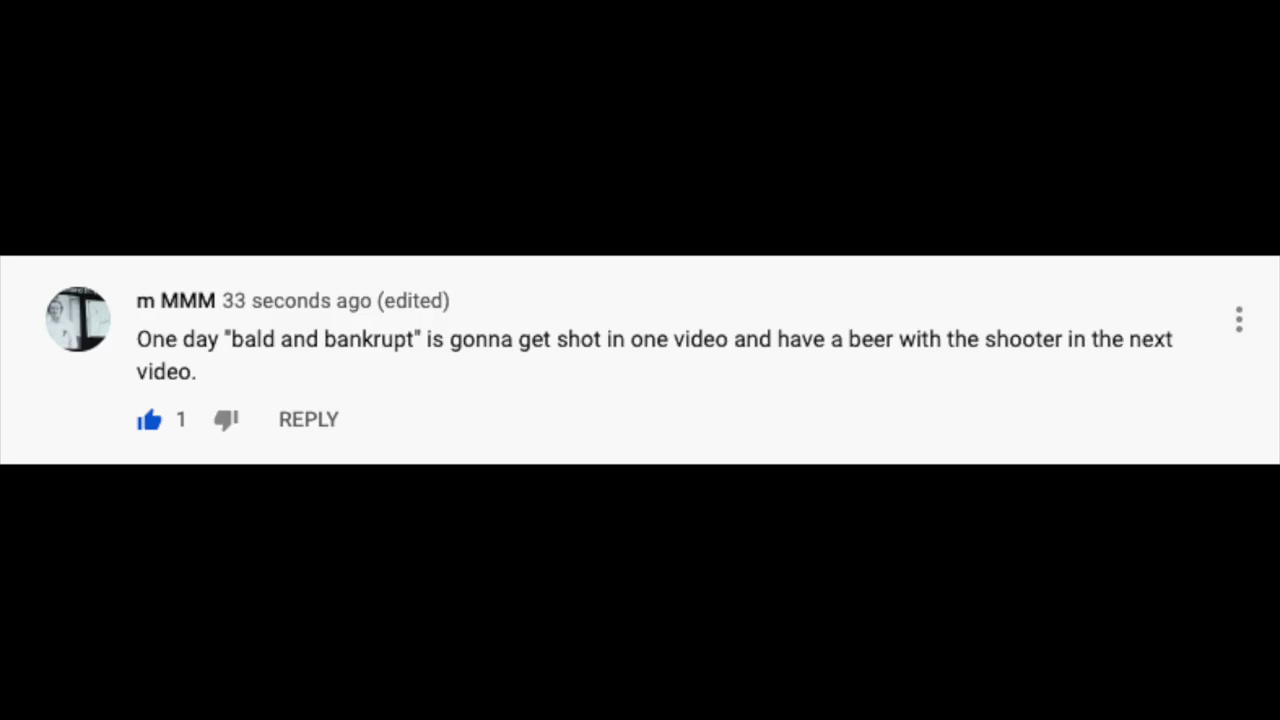 m MMM 33 seconds ago (edited)
One day "bald and bankrupt" is gonna get shot in one video and have a beer with the shooter in the next
video.
1 REPLY